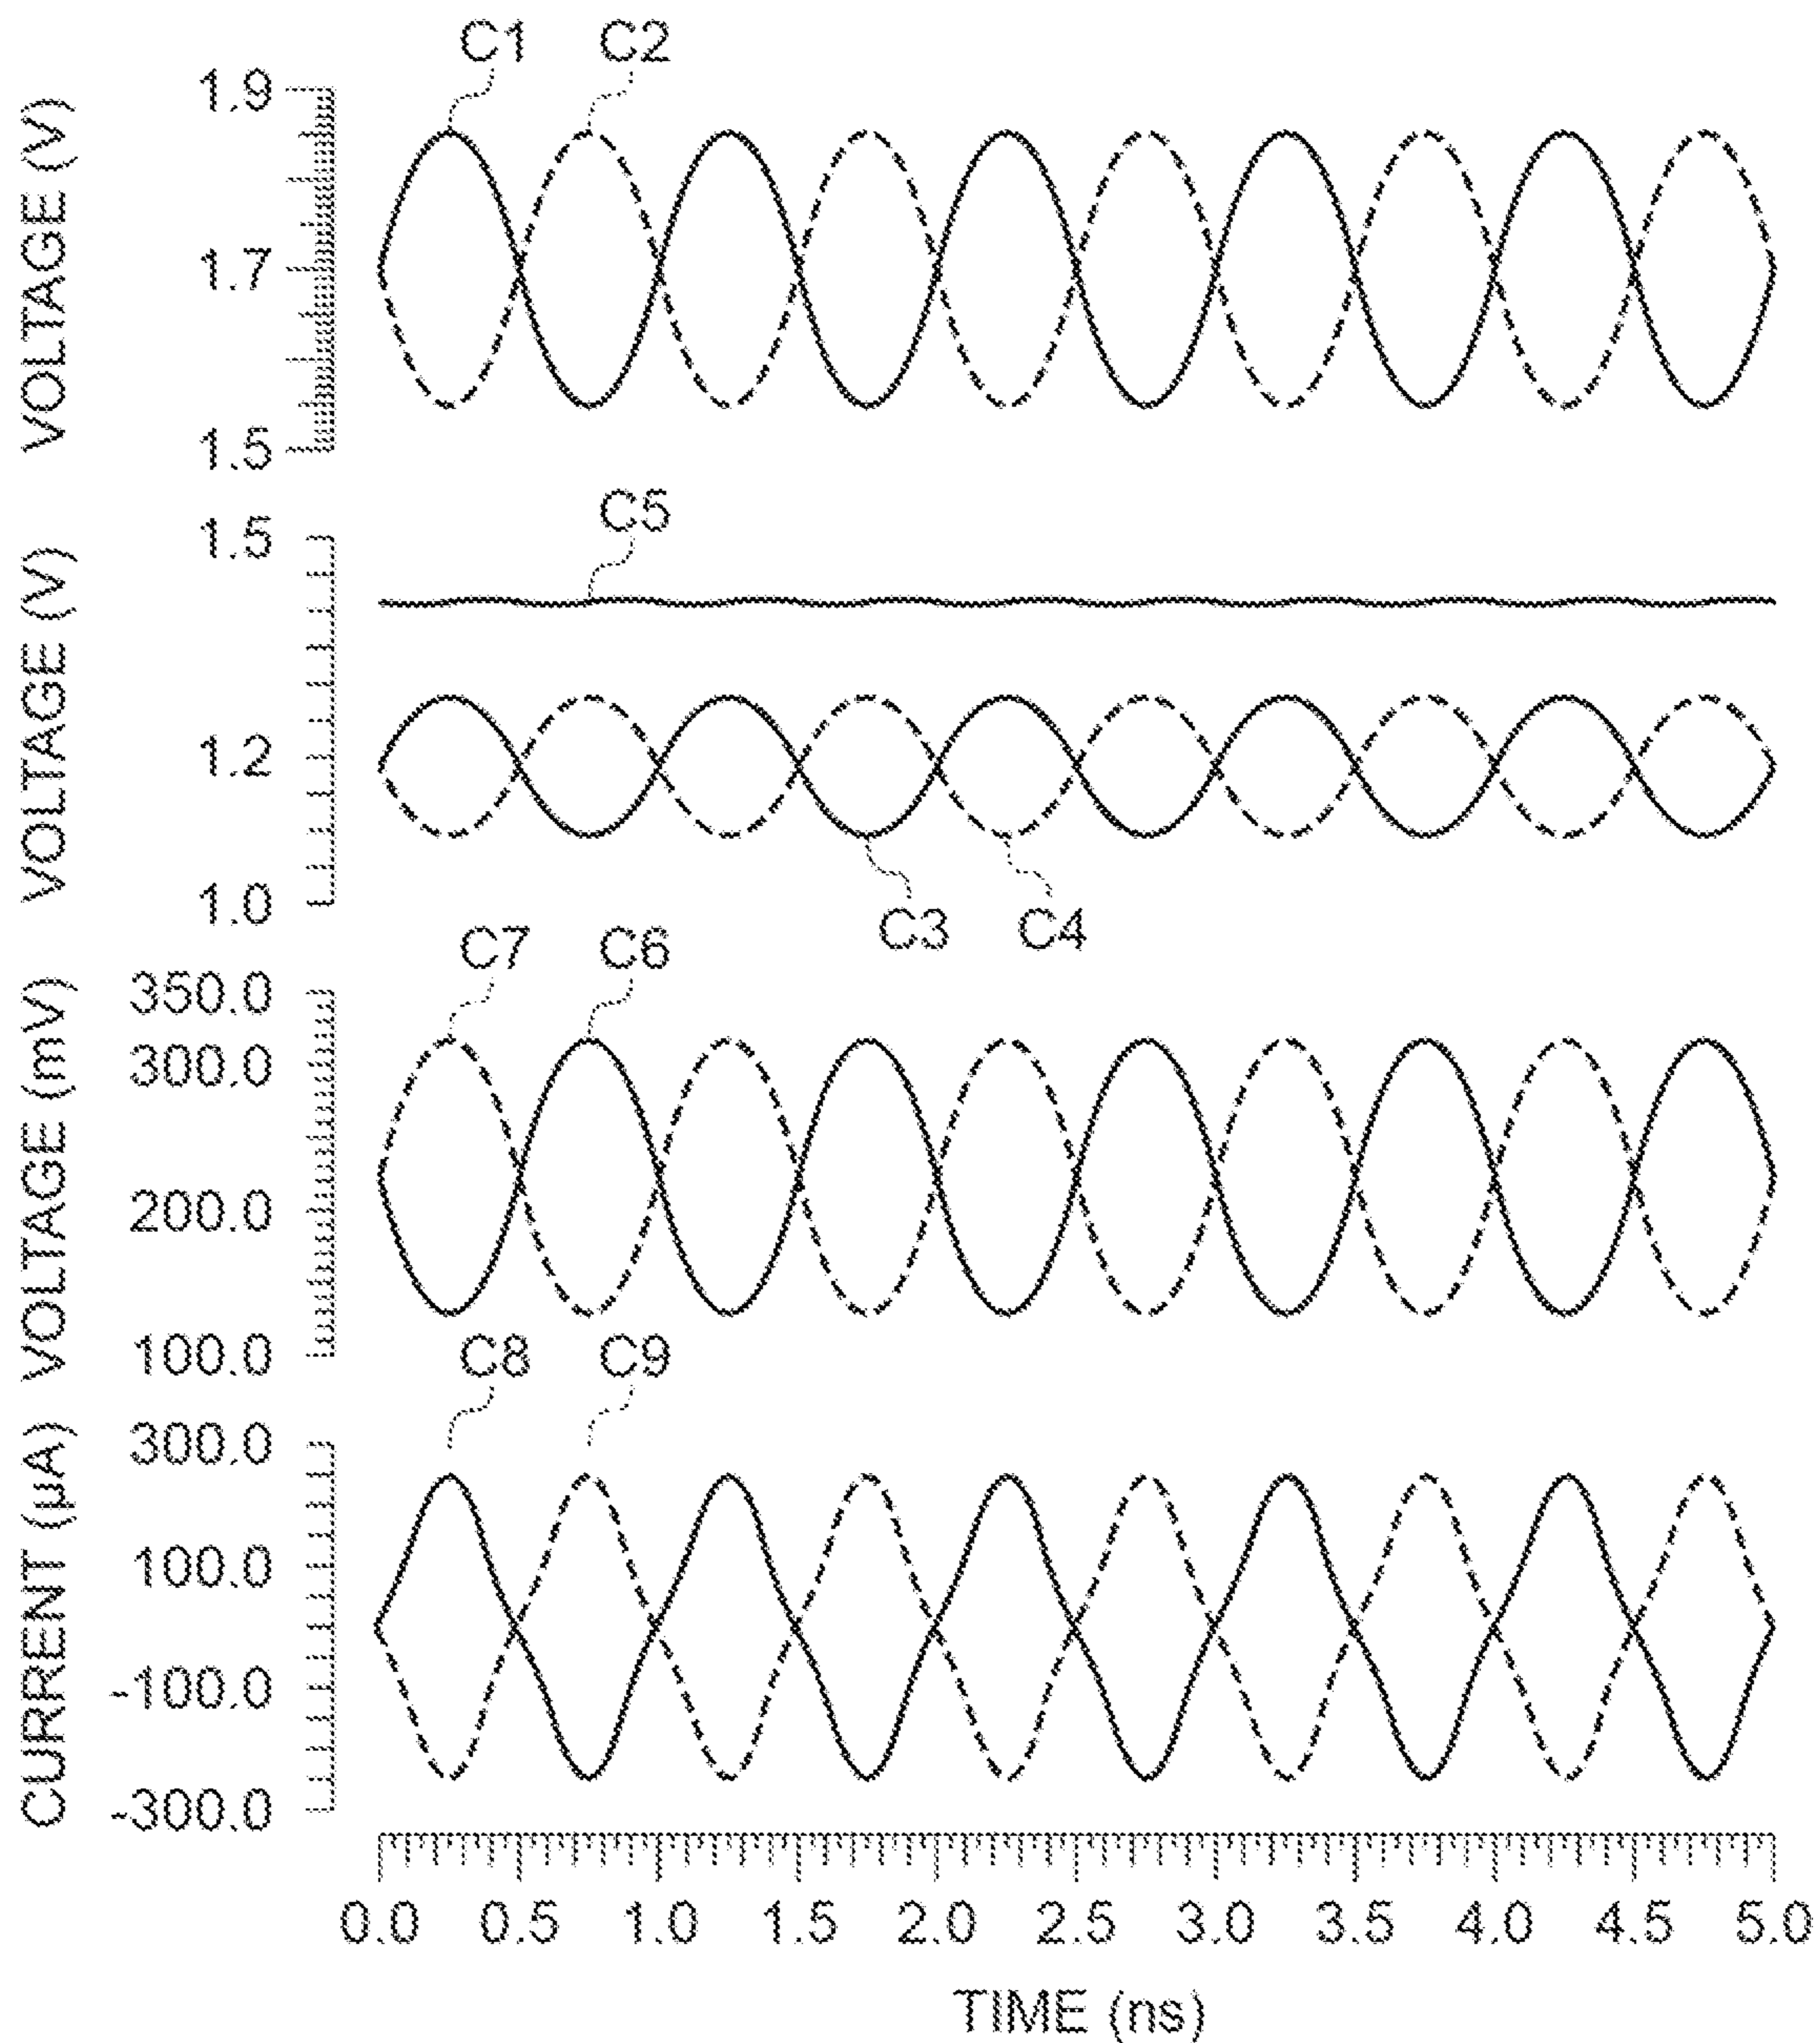 C1 C2
1.9
1.7
1.5
VOLTAGE (V)
C5
1.5
1.2
1.0
VOLTAGE (V)
C3 C4
C7 C6
350.0
300.0
200.0
100.0
VOLTAGE (mV)
C8 C9
300.0
100.0
-100.0
-300.0
CURRENT (µA)
0.0 0.5 1.0 1.5 2.0 2.5 3.0 3.5 4.0 4.5 5.0
TIME (ns)